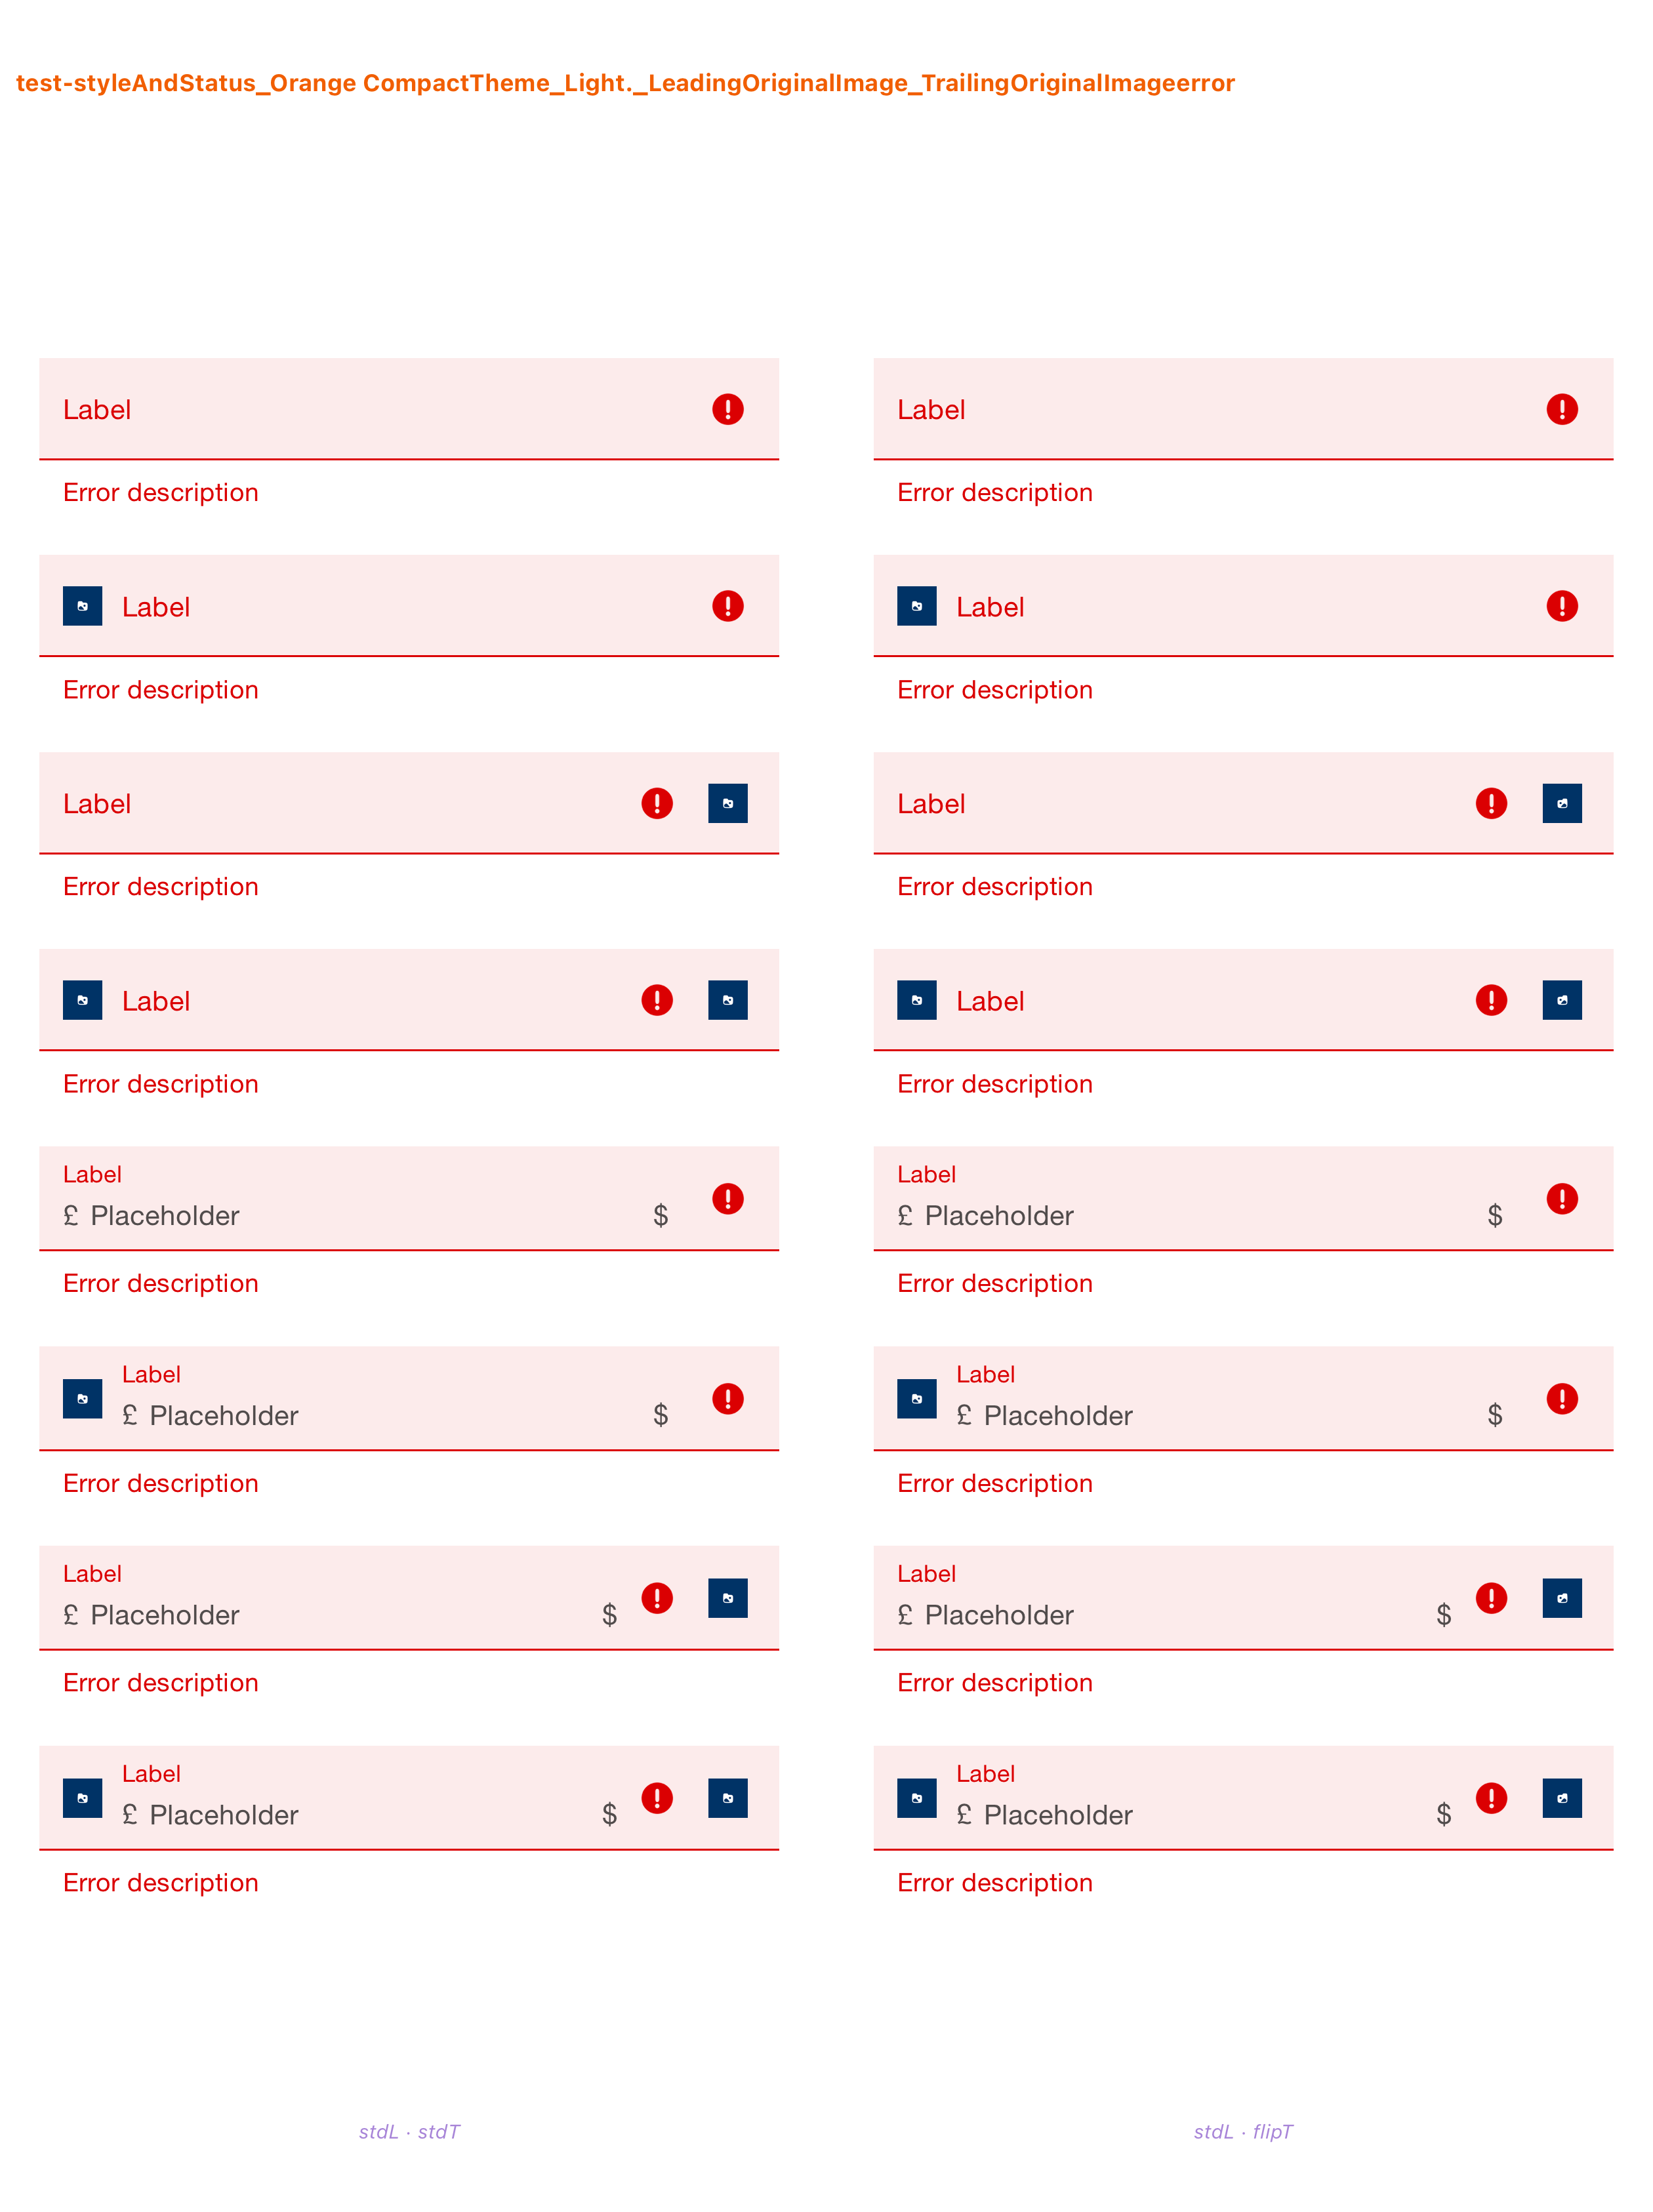 test-styleAndStatus_Orange CompactTheme_Light._LeadingOriginalImage_TrailingOriginalImageerror
Label
Label
Error description
Error description
Label
Label
Error description
Error description
Label
Label
Error description
Error description
Label
Label
Error description
Error description
Label
Label
£ Placeholder $
£ Placeholder $
Error description
Error description
Label
Label
£ Placeholder $
£ Placeholder $
Error description
Error description
Label
Label
£ Placeholder $
£ Placeholder $
Error description
Error description
Label
Label
£ Placeholder $
£ Placeholder $
Error description
Error description
stdL · stdT
stdL · flipT